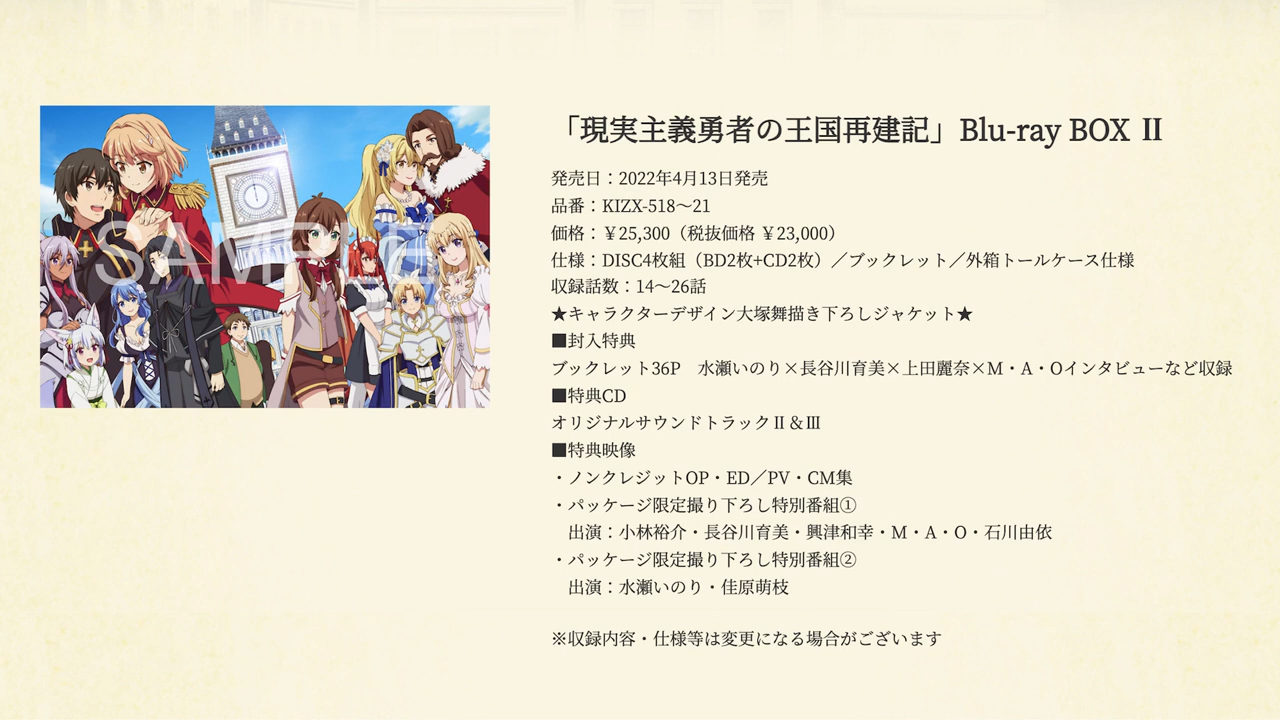 SAMPLE
「現実主義勇者の王国再建記」Blu-ray BOX Ⅱ
発売日：2022年4月13日発売
品番：KIZX-518〜21
価格：￥25,300（税抜価格 ￥23,000）
仕様：DISC4枚組（BD2枚+CD2枚）／ブックレット／外箱トールケース仕様
収録話数：14〜26話
★キャラクターデザイン大塚舞描き下ろしジャケット★
■封入特典
ブックレット36P　水瀬いのり×長谷川育美×上田麗奈×M・A・Oインタビューなど収録
■特典CD
オリジナルサウンドトラックⅡ＆Ⅲ
■特典映像
・ノンクレジットOP・ED／PV・CM集
・パッケージ限定撮り下ろし特別番組①
　出演：小林裕介・長谷川育美・興津和幸・M・A・O・石川由依
・パッケージ限定撮り下ろし特別番組②
　出演：水瀬いのり・佳原萌枝
※収録内容・仕様等は変更になる場合がございます